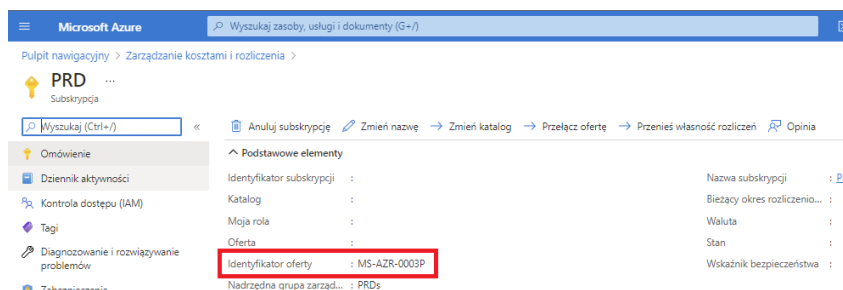 Microsoft Azure
Wyszukaj zasoby, usługi i dokumenty (G+/)
Pulpit nawigacyjny > Zarządzanie kosztami i rozliczenia >
PRD ...
Subskrypcja
Wyszukaj (Ctrl+/) «
Anuluj subskrypcję Zmień nazwę → Zmień katalog → Przełącz ofertę → Przenieś własność rozliczeń Opinia
Omówienie
Dziennik aktywności
Kontrola dostępu (IAM)
Tagi
Diagnozowanie i rozwiązywanie
problemów
Zabezpieczenie
Podstawowe elementy
Identyfikator subskrypcji :
Katalog :
Moja rola :
Oferta :
Identyfikator oferty : MS-AZR-0003P
Nadrzędna grupa zarząd... : PRDs
Nazwa subskrypcji :
Bieżący okres rozliczenio... :
Waluta :
Stan :
Wskaźnik bezpieczeństwa :